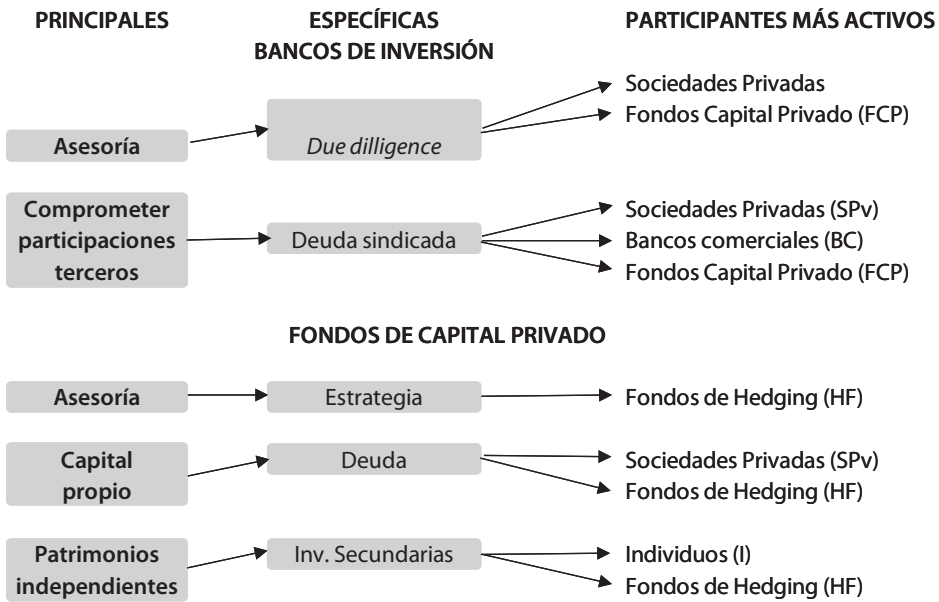 PRINCIPALES
ESPECÍFICAS
PARTICIPANTES MÁS ACTIVOS
BANCOS DE INVERSIÓN
Asesoría
Due dilligence
Sociedades Privadas
Fondos Capital Privado (FCP)
Comprometer
participaciones
terceros
Deuda sindicada
Sociedades Privadas (SPv)
Bancos comerciales (BC)
Fondos Capital Privado (FCP)
FONDOS DE CAPITAL PRIVADO
Asesoría
Estrategia
Fondos de Hedging (HF)
Capital
propio
Deuda
Sociedades Privadas (SPv)
Fondos de Hedging (HF)
Patrimonios
independientes
Inv. Secundarias
Individuos (I)
Fondos de Hedging (HF)